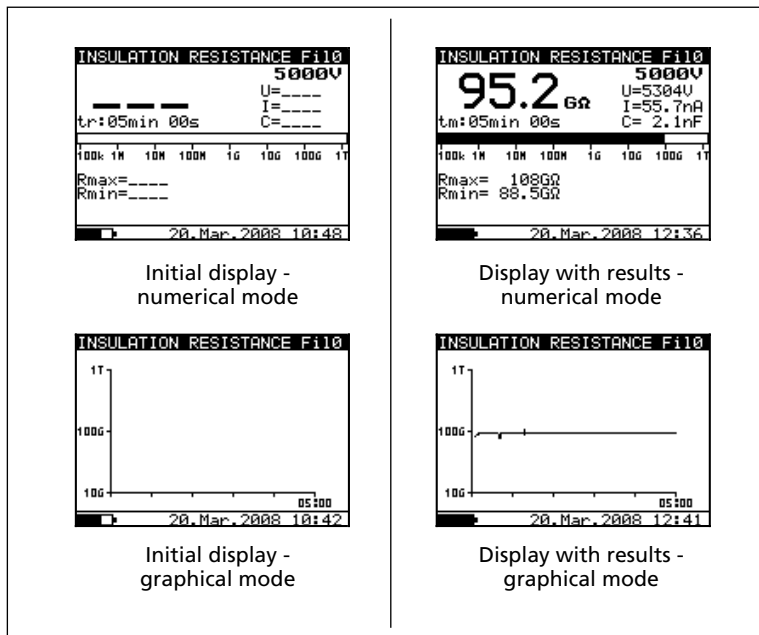 INSULATION RESISTANCE Fil0
5000V
U=____
I=____
tr:05min 00s C=____
100k 1M 10M 100M 1G 10G 100G 1T
Rmax=____
Rmin=____
20.Mar.2008 10:48
Initial display -
numerical mode
INSULATION RESISTANCE Fil0
5000V
95.2 GΩ
U=5304V
I=55.7nA
tm:05min 00s C= 2.1nF
100k 1M 10M 100M 1G 10G 100G 1T
Rmax= 108GΩ
Rmin= 88.5GΩ
20.Mar.2008 12:36
Display with results -
numerical mode
INSULATION RESISTANCE Fil0
1T
100G
10G
05:00
20.Mar.2008 10:42
Initial display -
graphical mode
INSULATION RESISTANCE Fil0
1T
100G
10G
05:00
20.Mar.2008 12:41
Display with results -
graphical mode